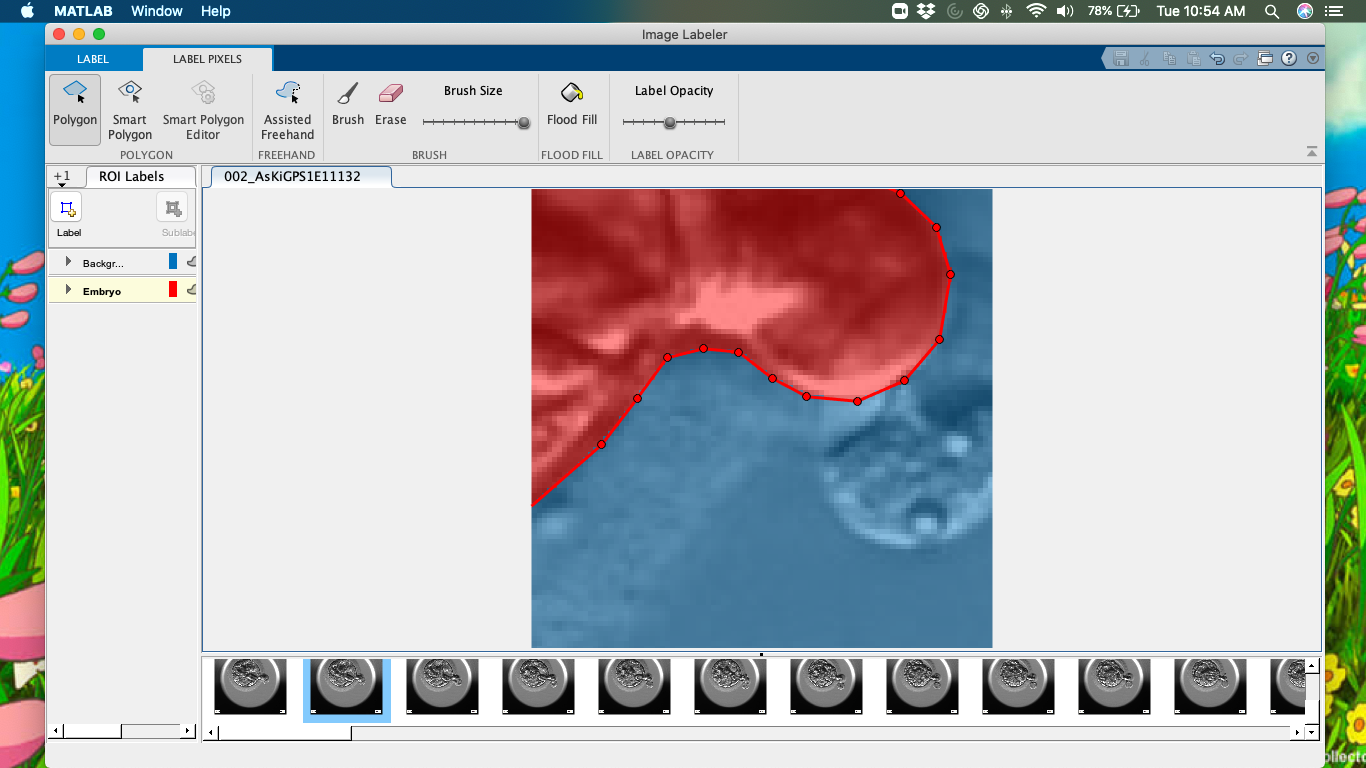 MATLAB Window Help 78% Tue 10:54 AM
Image Labeler
LABEL LABEL PIXELS
Polygon Smart Polygon Smart Polygon Editor Assisted Freehand Brush Erase Brush Size Flood Fill Label Opacity
POLYGON FREEHAND BRUSH FLOOD FILL LABEL OPACITY
+1 ROI Labels 002_AsKiGPS1E11132
Label Sublabe
Backgr...
Embryo
ollecto